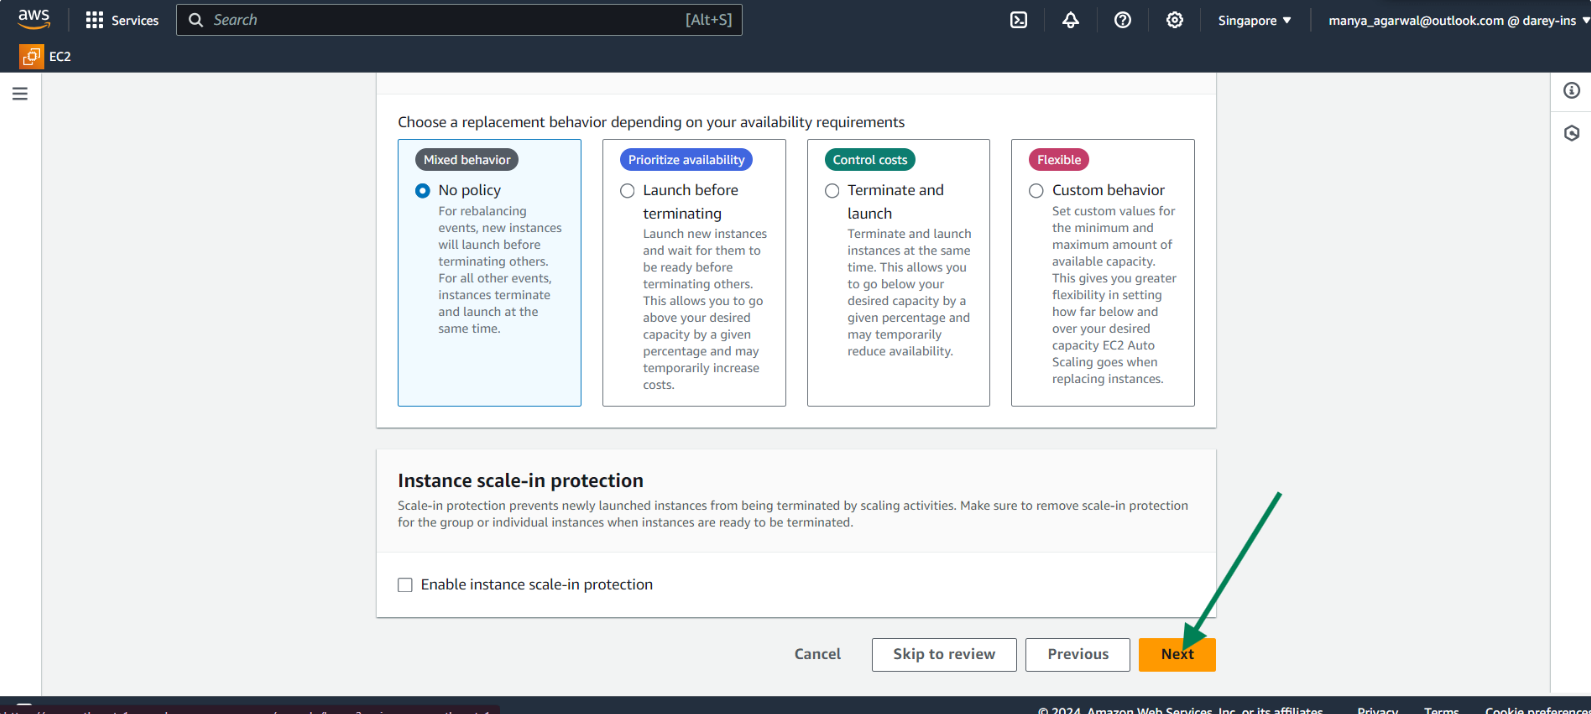 aws
Services
Search
[Alt+S]
Singapore
manya_agarwal@outlook.com @ darey-ins
EC2
Choose a replacement behavior depending on your availability requirements
Mixed behavior
No policy
For rebalancing
events, new instances
will launch before
terminating others.
For all other events,
instances terminate
and launch at the
same time.
Prioritize availability
Launch before
terminating
Launch new instances
and wait for them to
be ready before
terminating others.
This allows you to go
above your desired
capacity by a given
percentage and may
temporarily increase
costs.
Control costs
Terminate and
launch
Terminate and launch
instances at the same
time. This allows you
to go below your
desired capacity by a
given percentage and
may temporarily
reduce availability.
Flexible
Custom behavior
Set custom values for
the minimum and
maximum amount of
available capacity.
This gives you greater
flexibility in setting
how far below and
over your desired
capacity EC2 Auto
Scaling goes when
replacing instances.
Instance scale-in protection
Scale-in protection prevents newly launched instances from being terminated by scaling activities. Make sure to remove scale-in protection
for the group or individual instances when instances are ready to be terminated.
Enable instance scale-in protection
Cancel
Skip to review
Previous
Next
© 2024, Amazon Web Services, Inc. or its affiliates.
Privacy
Terms
Cookie preferences